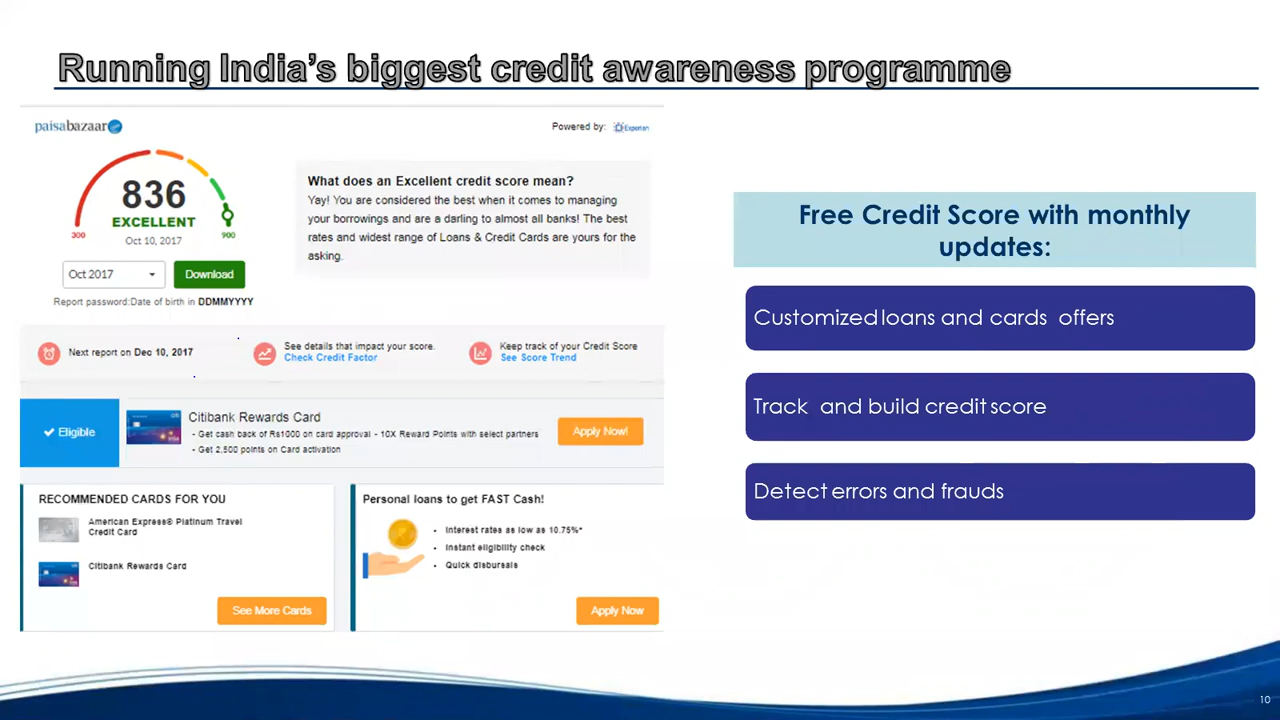 Running India's biggest credit awareness programme
paisabazaar
Powered by: Experian
836
EXCELLENT
300
900
Oct 10, 2017
Oct 2017
Download
Report password:Date of birth in DDMMYYYY
What does an Excellent credit score mean?
Yay! You are considered the best when it comes to managing
your borrowings and are a darling to almost all banks! The best
rates and widest range of Loans & Credit Cards are yours for the
asking.
Next report on Dec 10, 2017
See details that impact your score.
Check Credit Factor
Keep track of your Credit Score
See Score Trend
Eligible
Citibank Rewards Card
- Get cash back of Rs1000 on card approval - 10X Reward Points with select partners
- Get 2,500 points on Card activation
Apply Now!
RECOMMENDED CARDS FOR YOU
American Express® Platinum Travel
Credit Card
Citibank Rewards Card
See More Cards
Personal loans to get FAST Cash!
• Interest rates as low as 10.75%*
• Instant eligibility check
• Quick disbursals
Apply Now
Free Credit Score with monthly
updates:
Customized loans and cards offers
Track and build credit score
Detect errors and frauds
10